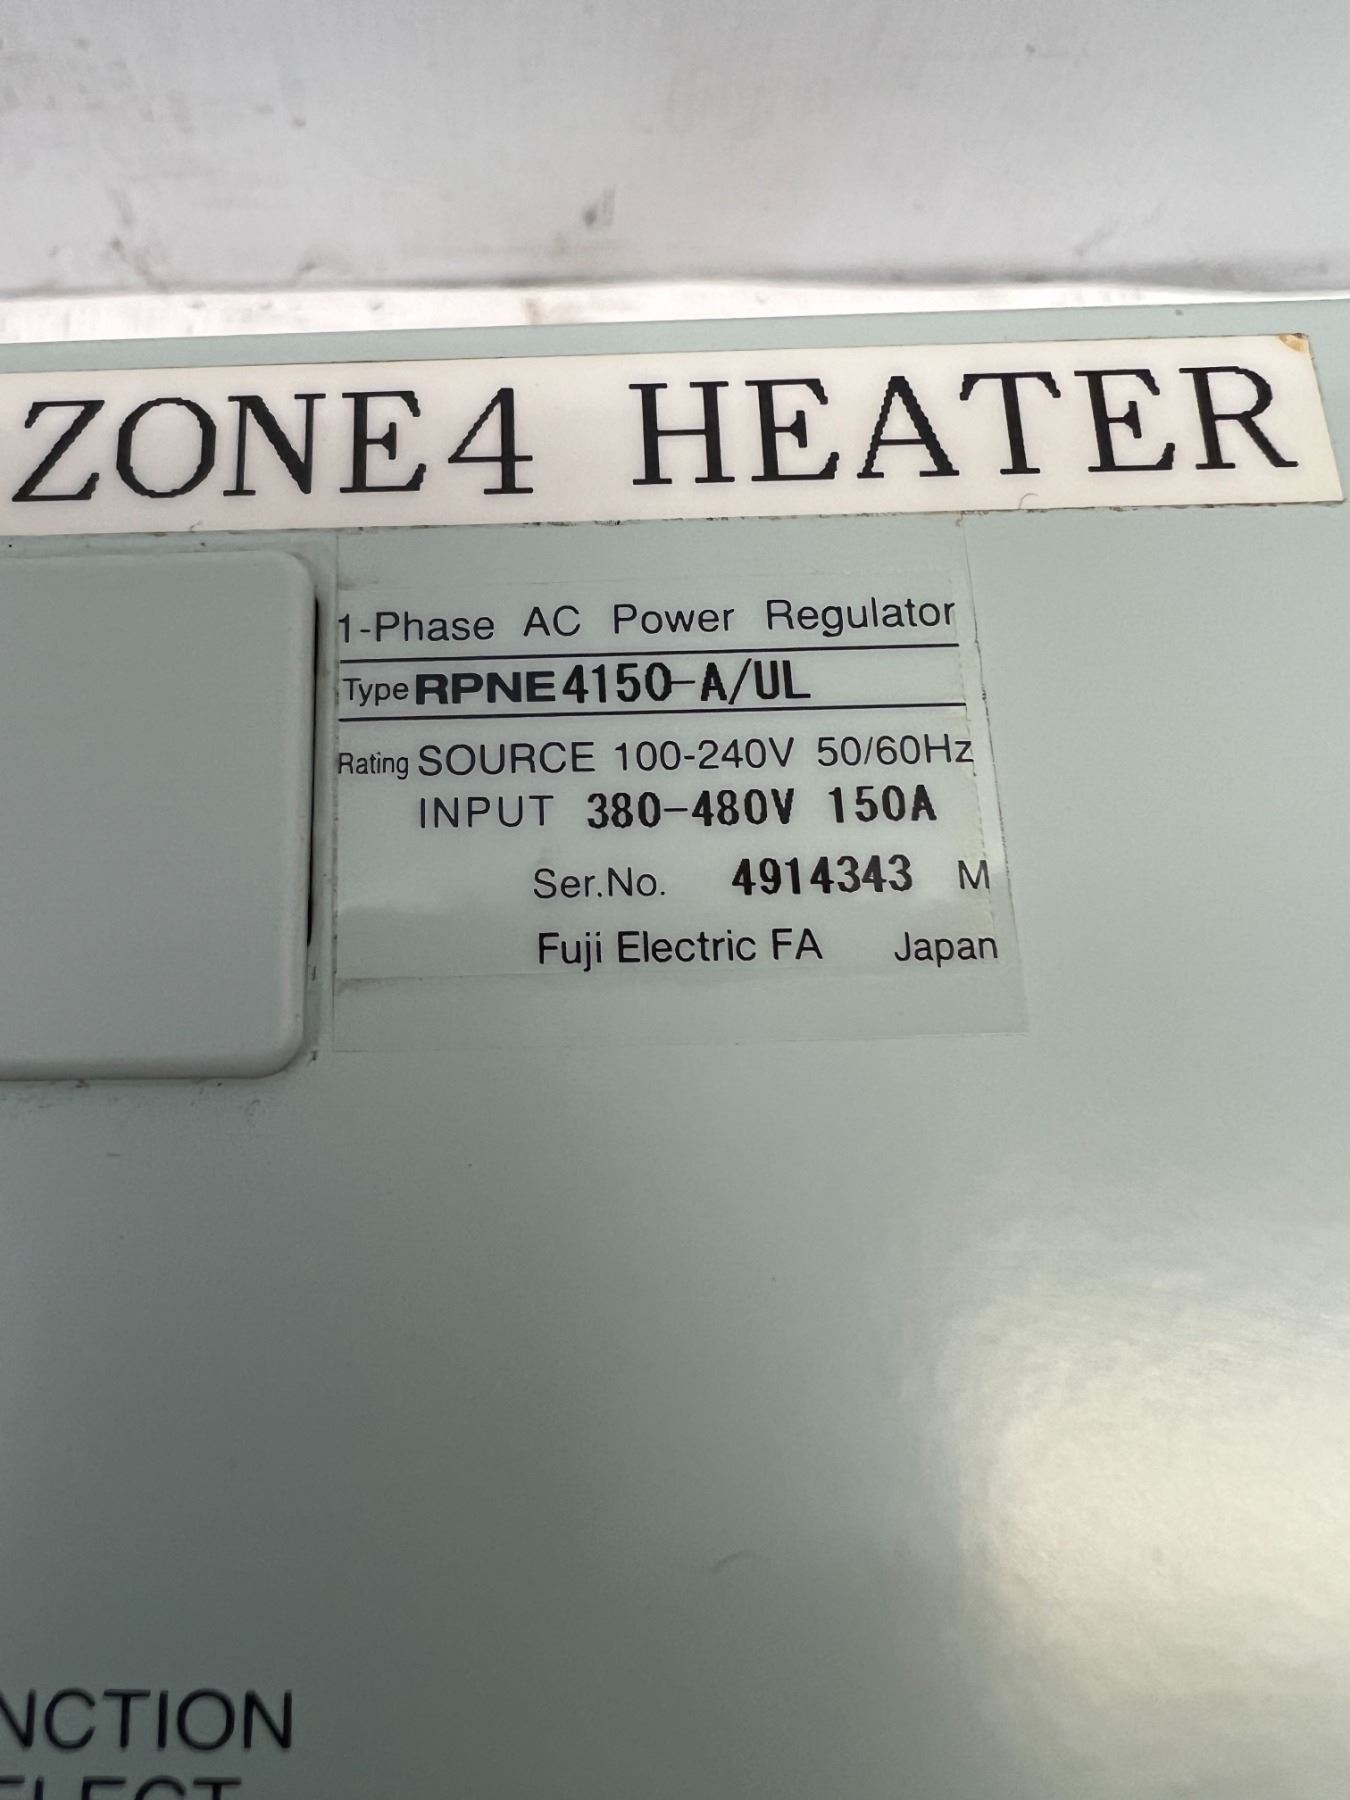 ZONE4 HEATER
1-Phase AC Power Regulator
Type RPNE4150-A/UL
Rating SOURCE 100-240V 50/60Hz
INPUT 380-480V 150A
Ser.No. 4914343 M
Fuji Electric FA Japan
NCTION
ELECT